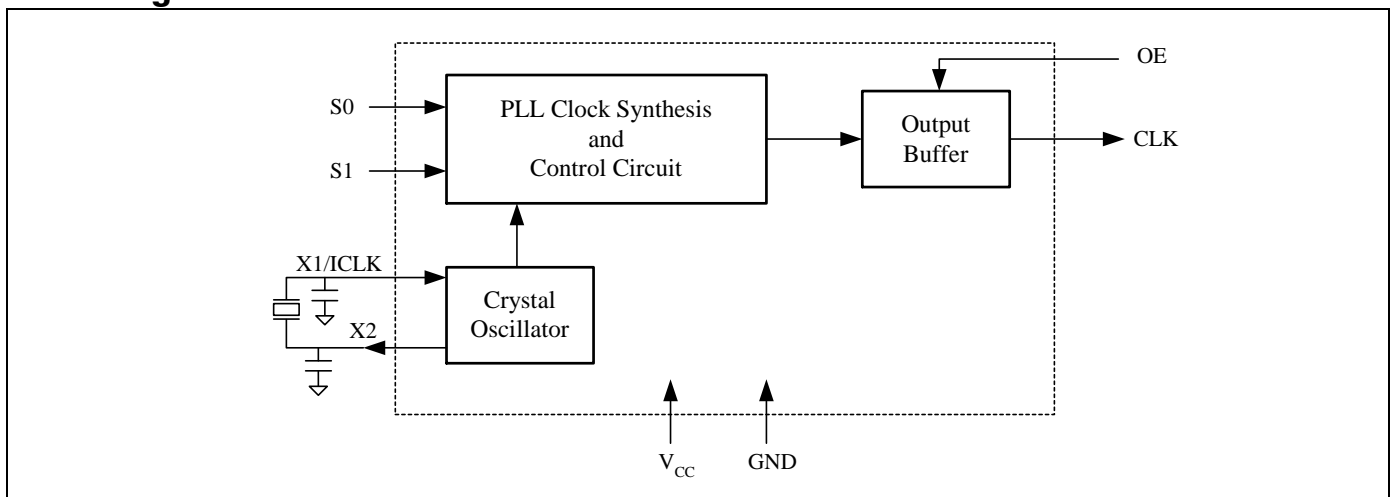 S0
S1
PLL Clock Synthesis
and
Control Circuit
OE
Output
Buffer
CLK
X1/ICLK
X2
Crystal
Oscillator
VCC
GND